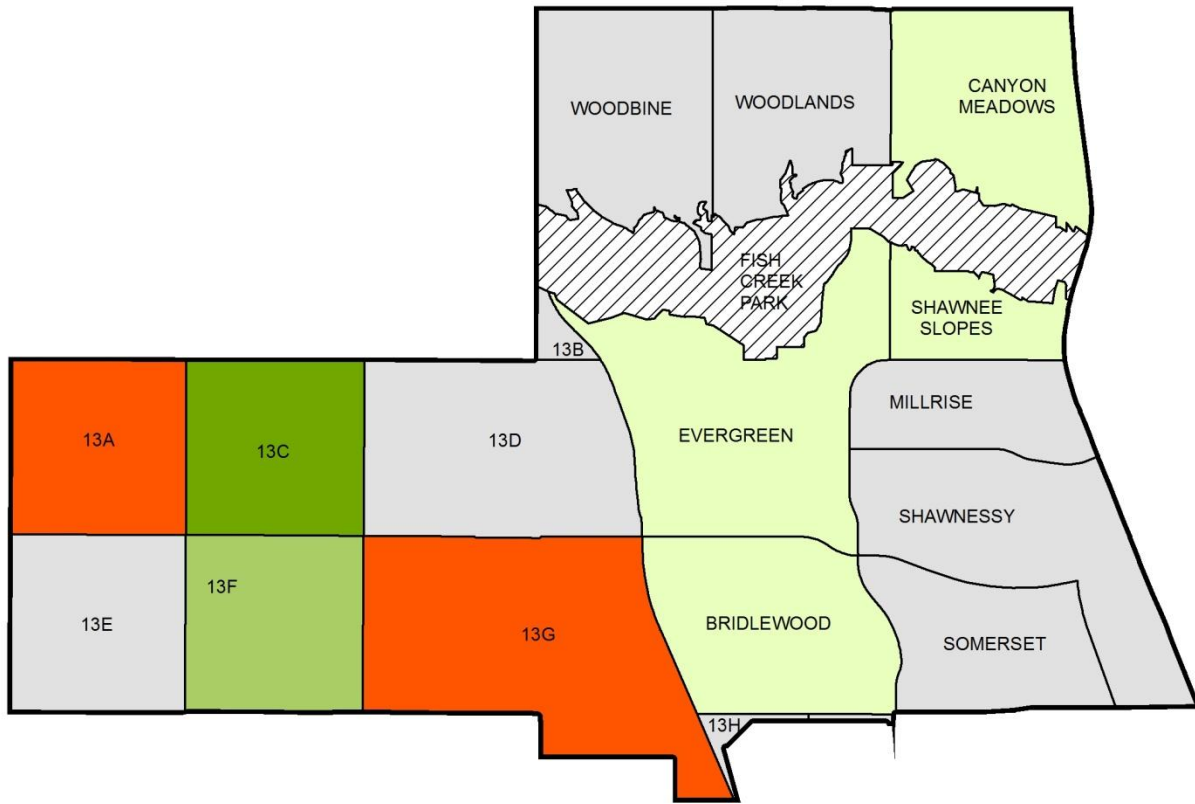 WOODBINE
WOODLANDS
CANYON
MEADOWS
FISH
CREEK
PARK
SHAWNEE
SLOPES
13B
MILLRISE
13A
13C
13D
EVERGREEN
SHAWNESSY
13F
13E
13G
BRIDLEWOOD
SOMERSET
13H